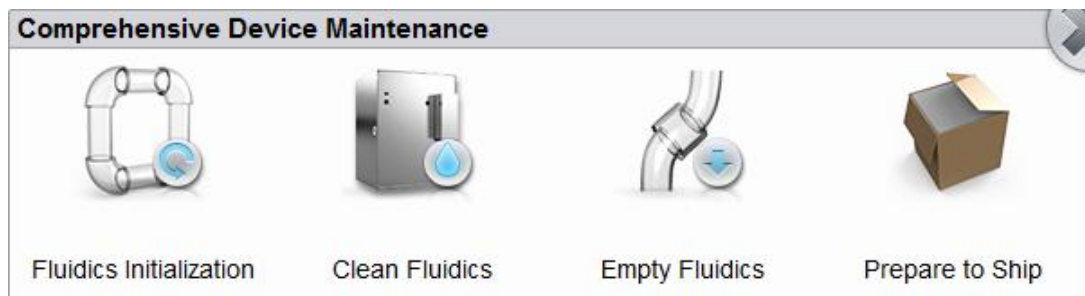 Comprehensive Device Maintenance
Fluidics Initialization
Clean Fluidics
Empty Fluidics
Prepare to Ship